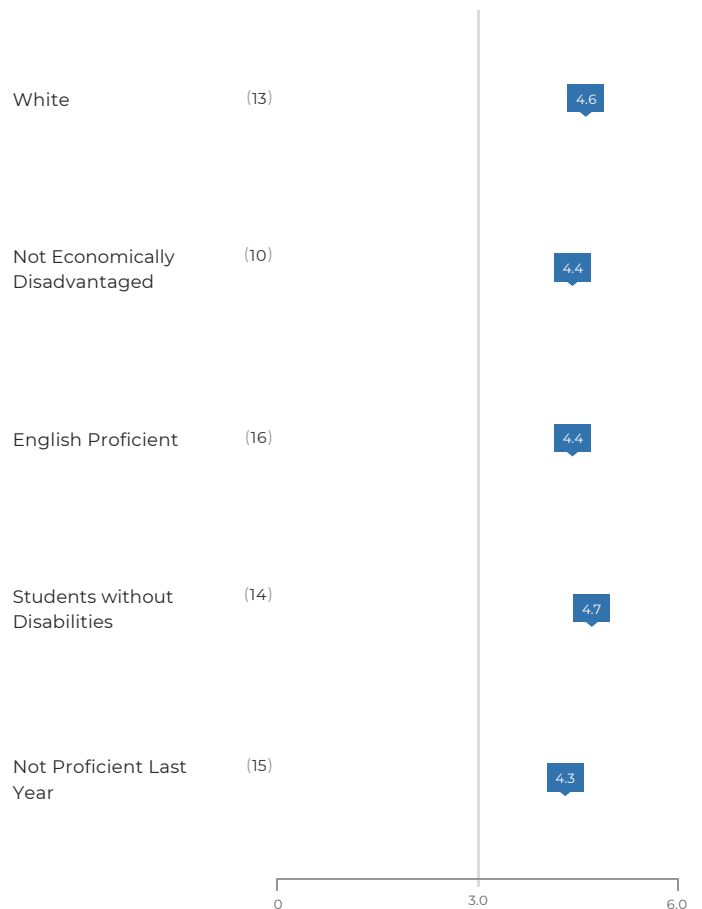 White (13) 4.6
Not Economically (10)
Disadvantaged
4.4
English Proficient (16) 4.4
Students without (14)
Disabilities
4.7
Not Proficient Last (15)
Year
4.3
0 3.0 6.0